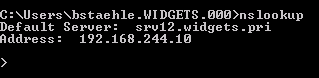 C:\Users\bstaehle.WIDGETS.000>nslookup
Default Server:  srv12.widgets.pri
Address:  192.168.244.10
>